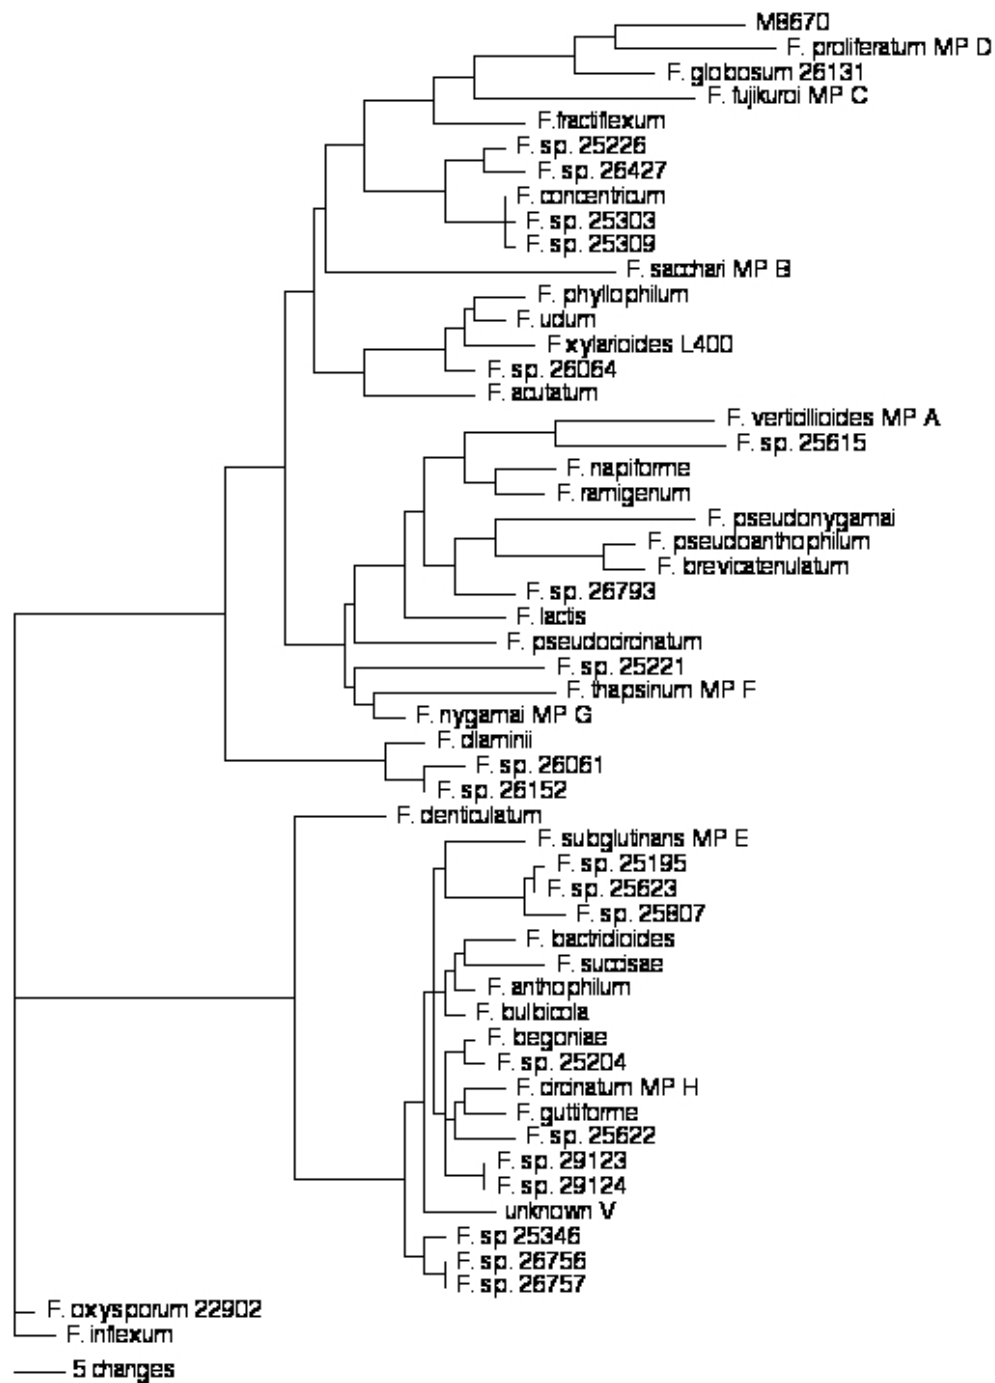 M8670
F. proliferatum MP D
F. globosum 26131
F. fujikuroi MP C
F.fractiflexum
F. sp. 25226
F. sp. 26427
F. concentricum
F. sp. 25303
F. sp. 25309
F. sacchari MP B
F. phyllophilum
F. udum
F xylarioides L400
F. sp. 26064
F. acutatum
F. verticillioides MP A
F. sp. 25615
F. napiforme
F. ramigenum
F. pseudonygamai
F. pseudoanthophilum
F. brevicatenulatum
F. sp. 26793
F. lactis
F. pseudocircinatum
F. sp. 25221
F. thapsinum MP F
F. nygamai MP G
F. dlaminii
F. sp. 26061
F. sp. 26152
F. denticulatum
F. subglutinans MP E
F. sp. 25195
F. sp. 25623
F. sp. 25807
F. bactridioides
F. succisae
F. anthophilum
F. bulbicola
F. begoniae
F. sp. 25204
F. circinatum MP H
F. guttiforme
F. sp. 25622
F. sp. 29123
F. sp. 29124
unknown V
F. sp 25346
F. sp. 26756
F. sp. 26757
F. oxysporum 22902
F. inflexum
5 changes